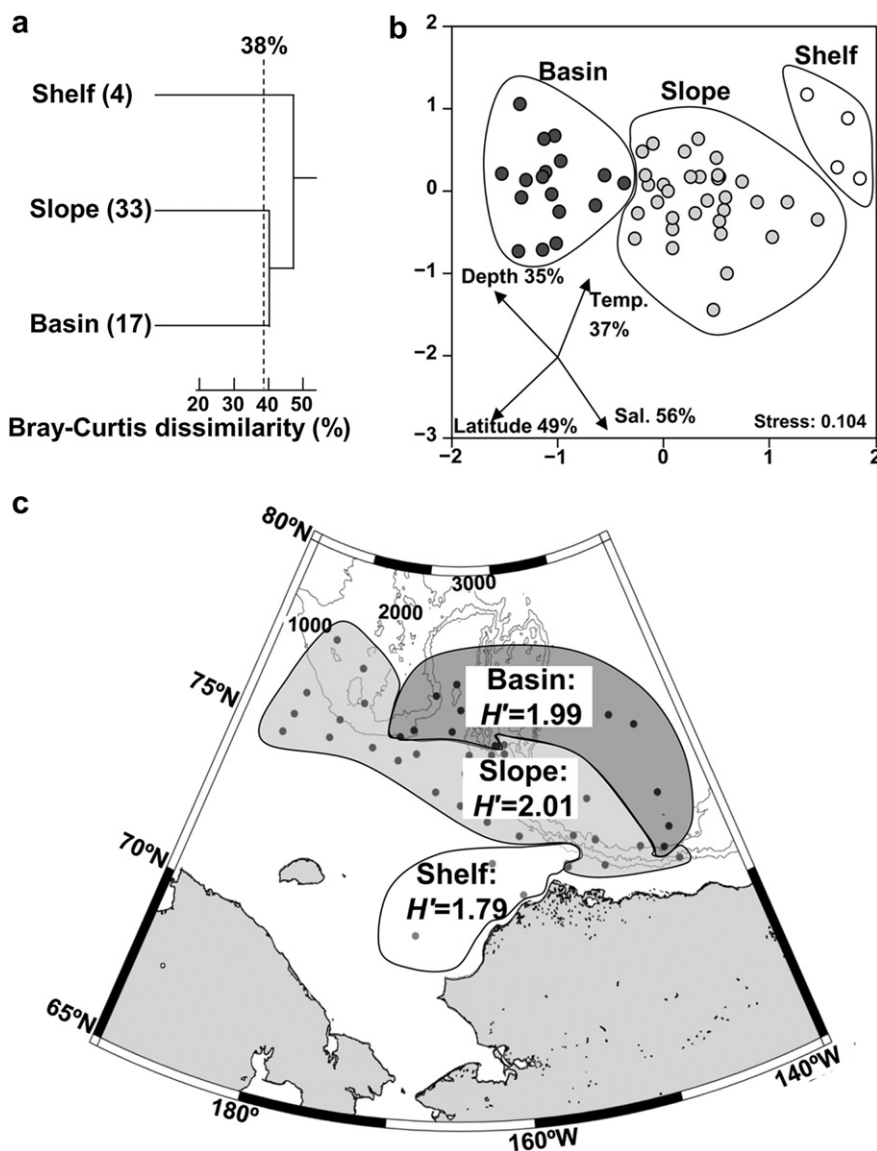 a
38%
Shelf (4)
Slope (33)
Basin (17)
20 30 40 50
Bray-Curtis dissimilarity (%)
b
2
1
0
−1
−2
−3
Basin
Slope
Shelf
Depth 35%
Temp.
37%
Latitude 49%
Sal. 56%
Stress: 0.104
−2 −1 0 1 2
c
80ºN
75ºN
70ºN
65ºN
3000
2000
1000
Basin:
H'=1.99
Slope:
H'=2.01
Shelf:
H'=1.79
180º
160ºW
140ºW